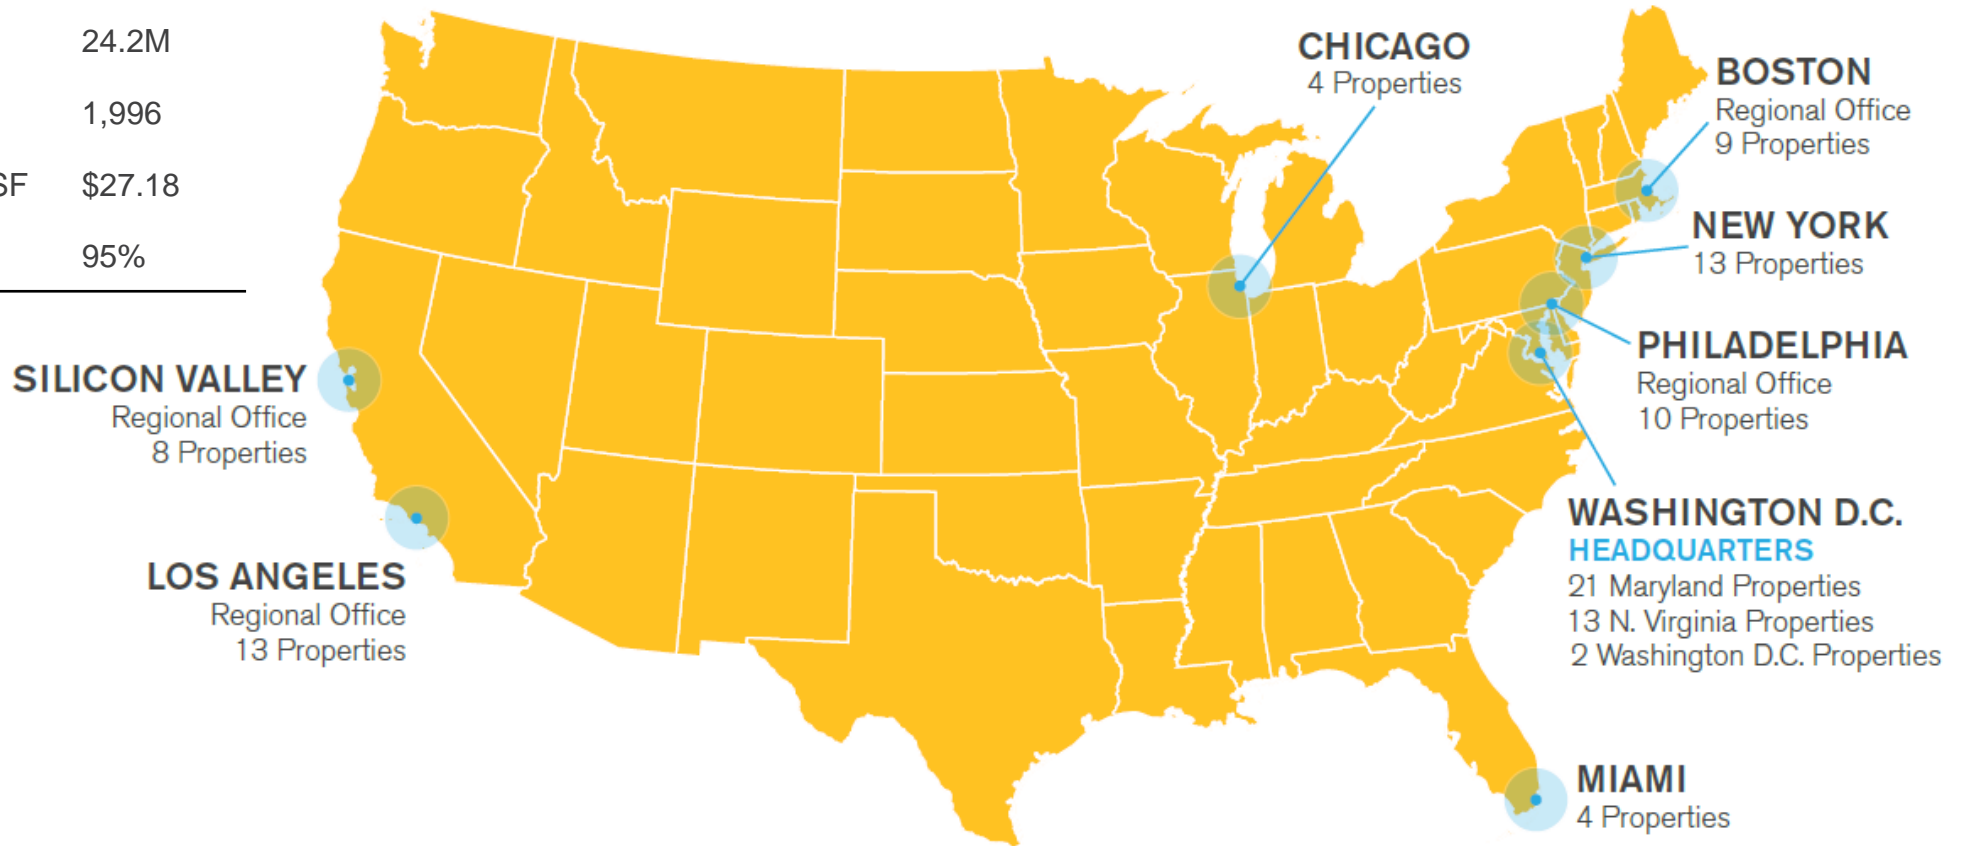 24.2M
1,996
SF $27.18
95%
CHICAGO
4 Properties
BOSTON
Regional Office
9 Properties
NEW YORK
13 Properties
PHILADELPHIA
Regional Office
10 Properties
SILICON VALLEY
Regional Office
8 Properties
WASHINGTON D.C.
HEADQUARTERS
21 Maryland Properties
13 N. Virginia Properties
2 Washington D.C. Properties
LOS ANGELES
Regional Office
13 Properties
MIAMI
4 Properties